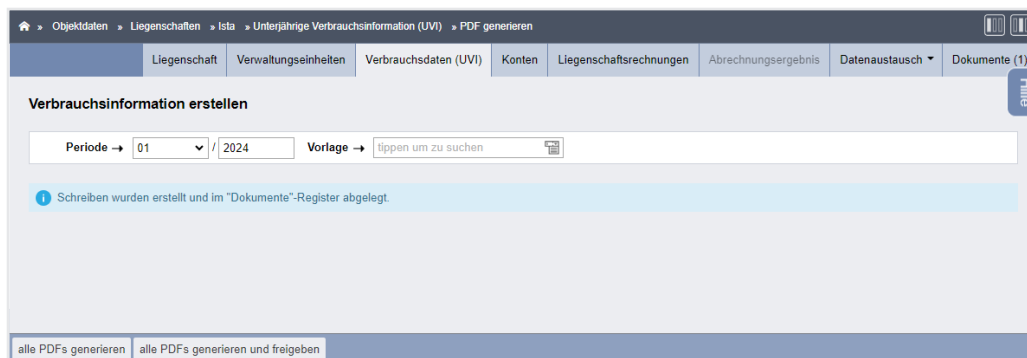 » Objektdaten » Liegenschaften » Ista » Unterjährige Verbrauchsinformation (UVI) » PDF generieren
Liegenschaft Verwaltungseinheiten Verbrauchsdaten (UVI) Konten Liegenschaftsrechnungen Abrechnungsergebnis Datenaustausch Dokumente (1)
Hilfe
Verbrauchsinformation erstellen
Periode → 01 / 2024 Vorlage → tippen um zu suchen
Schreiben wurden erstellt und im "Dokumente"-Register abgelegt.
alle PDFs generieren alle PDFs generieren und freigeben